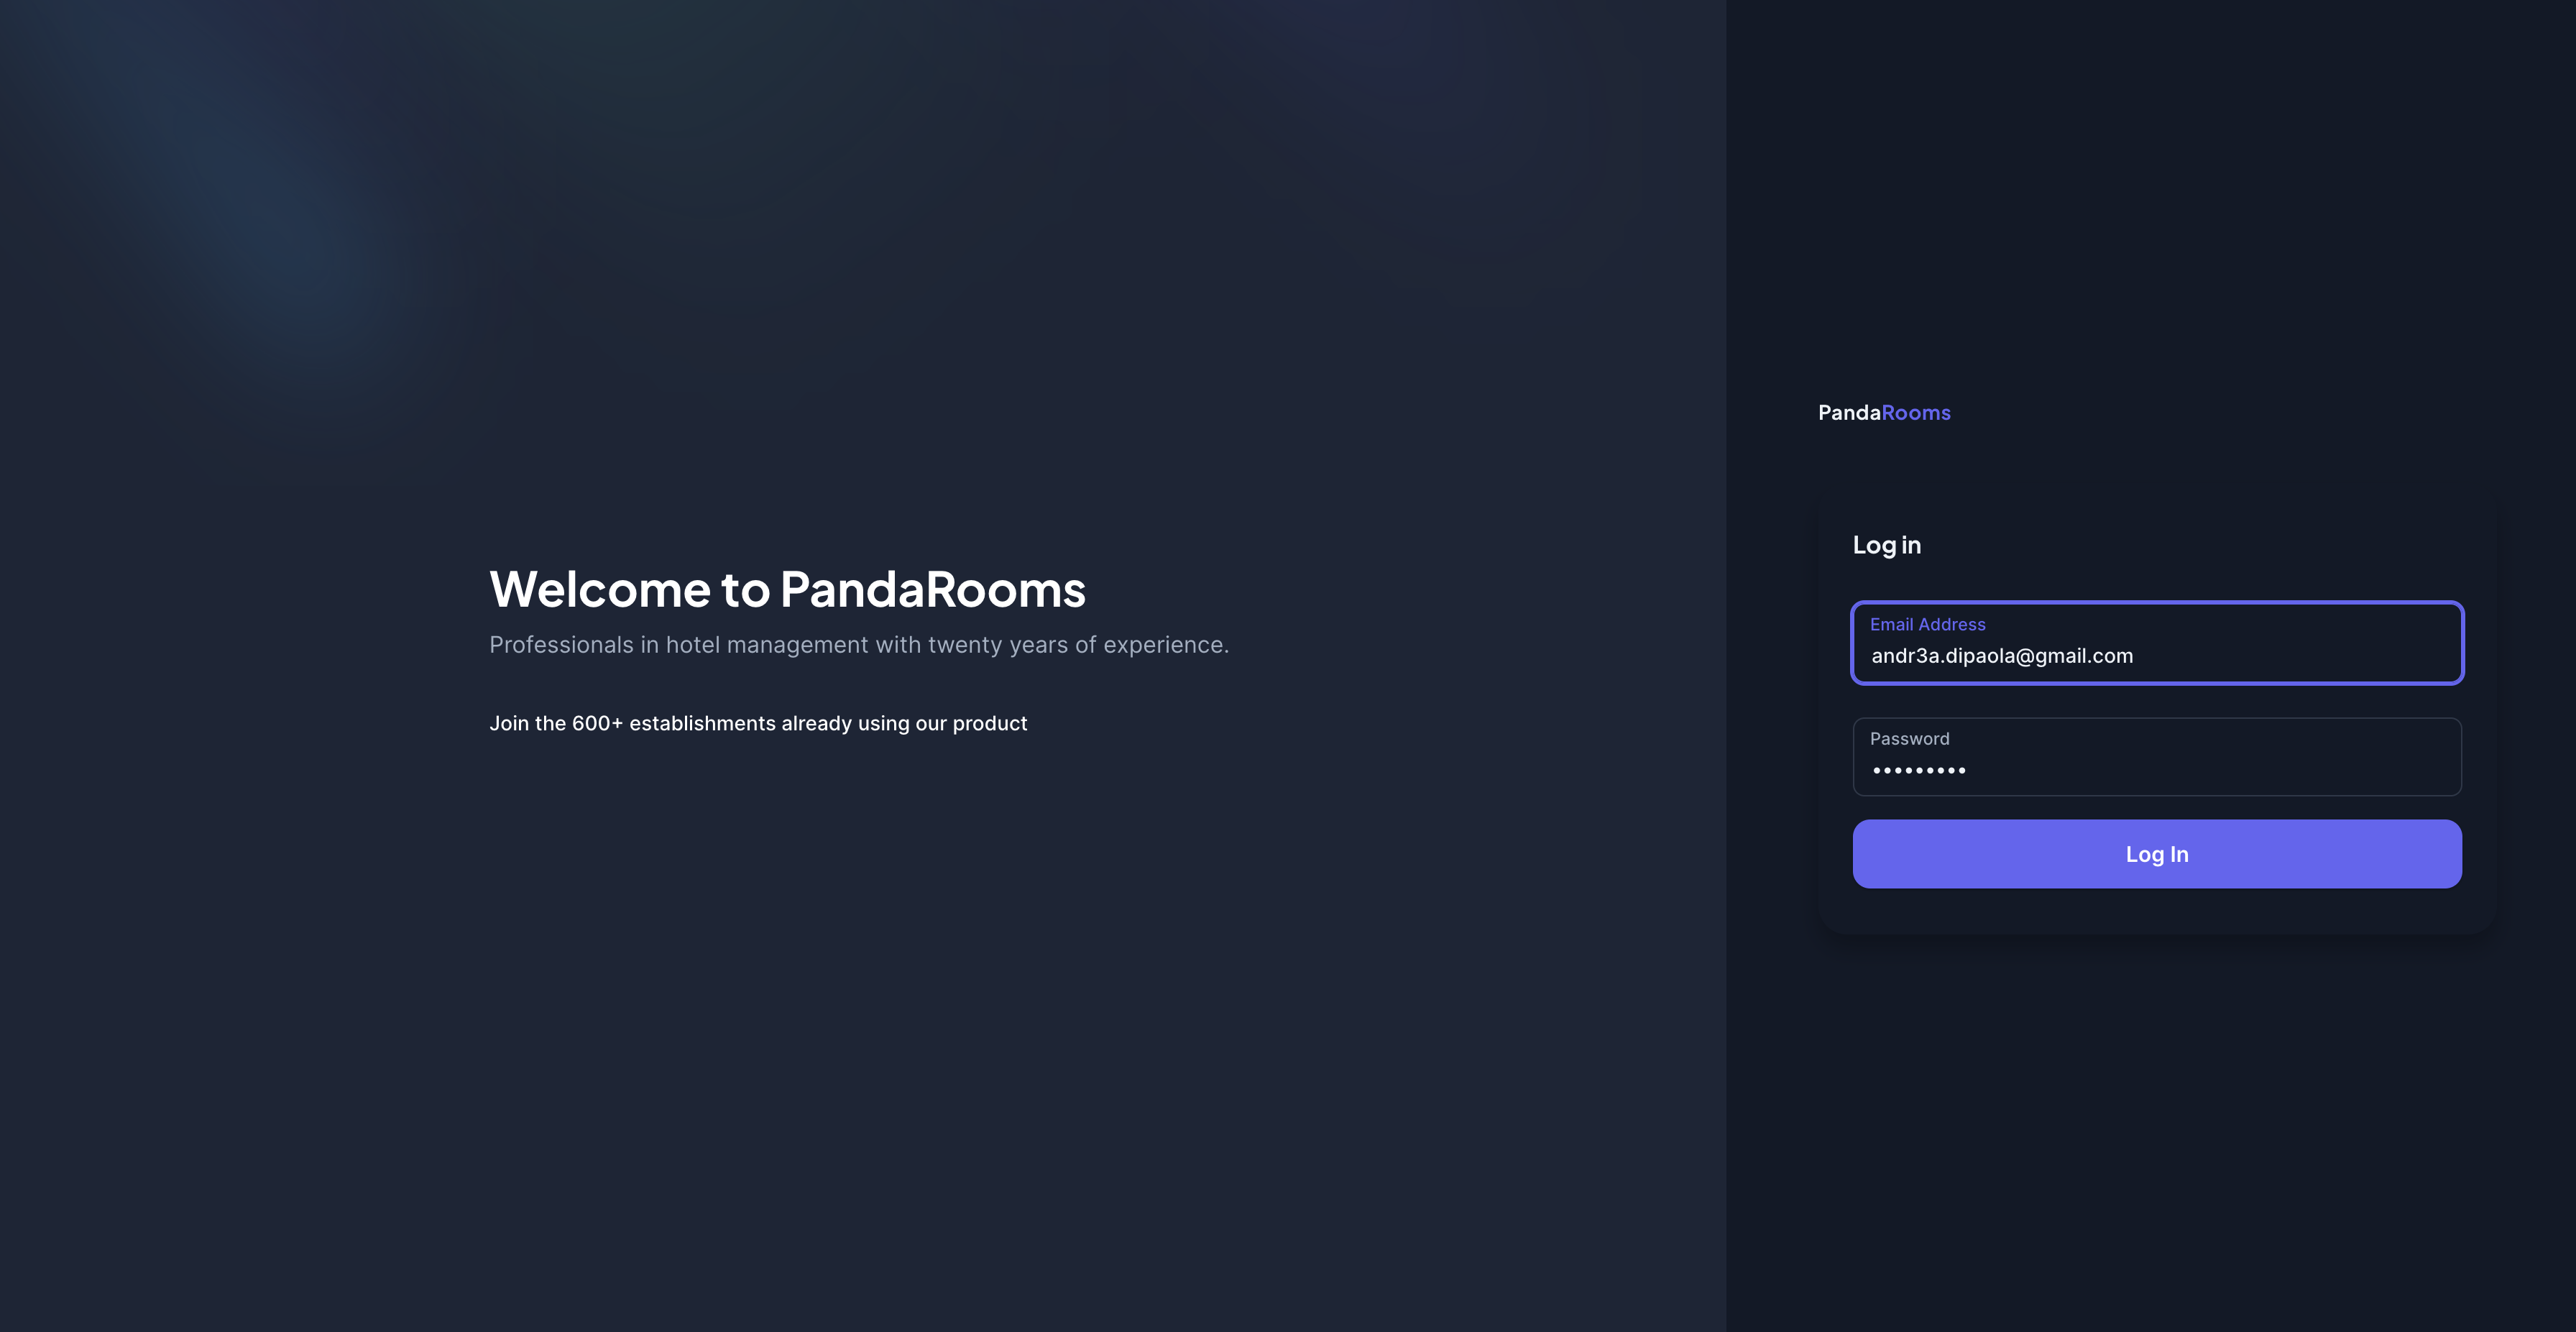 Welcome to PandaRooms
Professionals in hotel management with twenty years of experience.
Join the 600+ establishments already using our product
PandaRooms
Log in
Email Address
andr3a.dipaola@gmail.com
Password
•••••••••
Log In